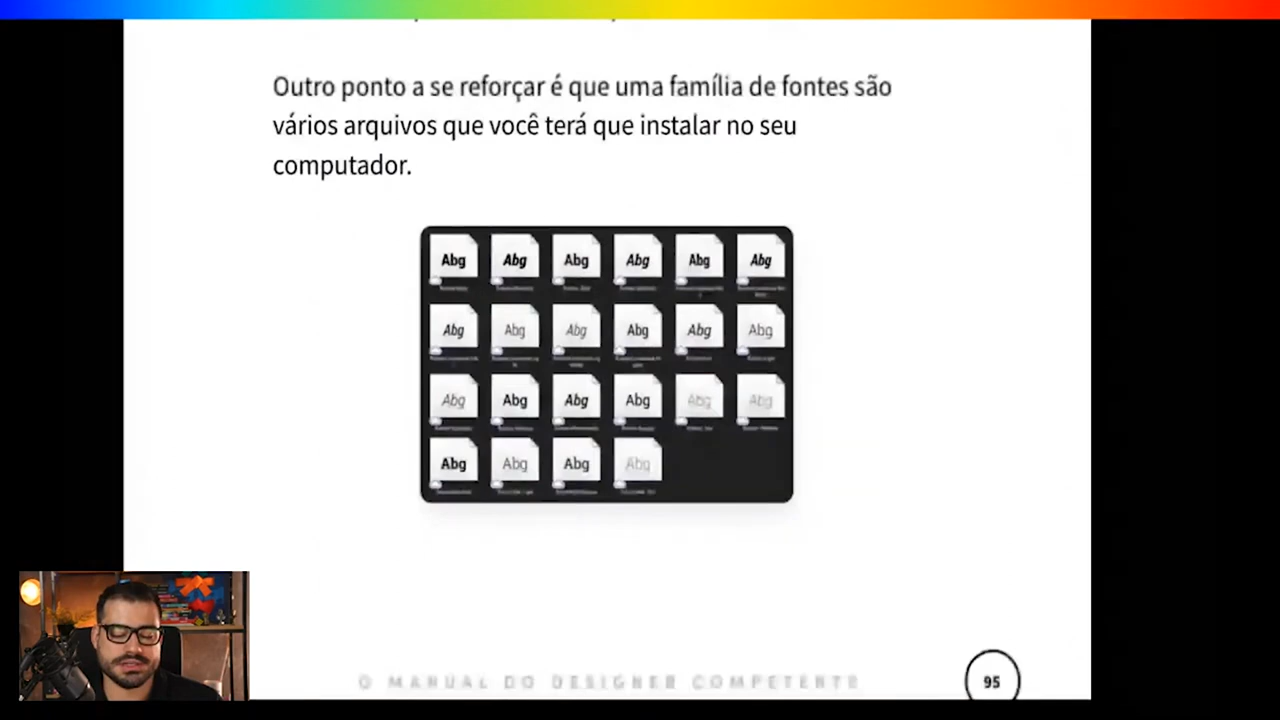 Outro ponto a se reforçar é que uma família de fontes são
vários arquivos que você terá que instalar no seu
computador.
Abg Abg Abg Abg Abg Abg
Abg Abg Abg Abg Abg Abg
Abg Abg Abg Abg Abg Abg
Abg Abg Abg Abg
O MANUAL DO DESIGNER COMPETENTE
95